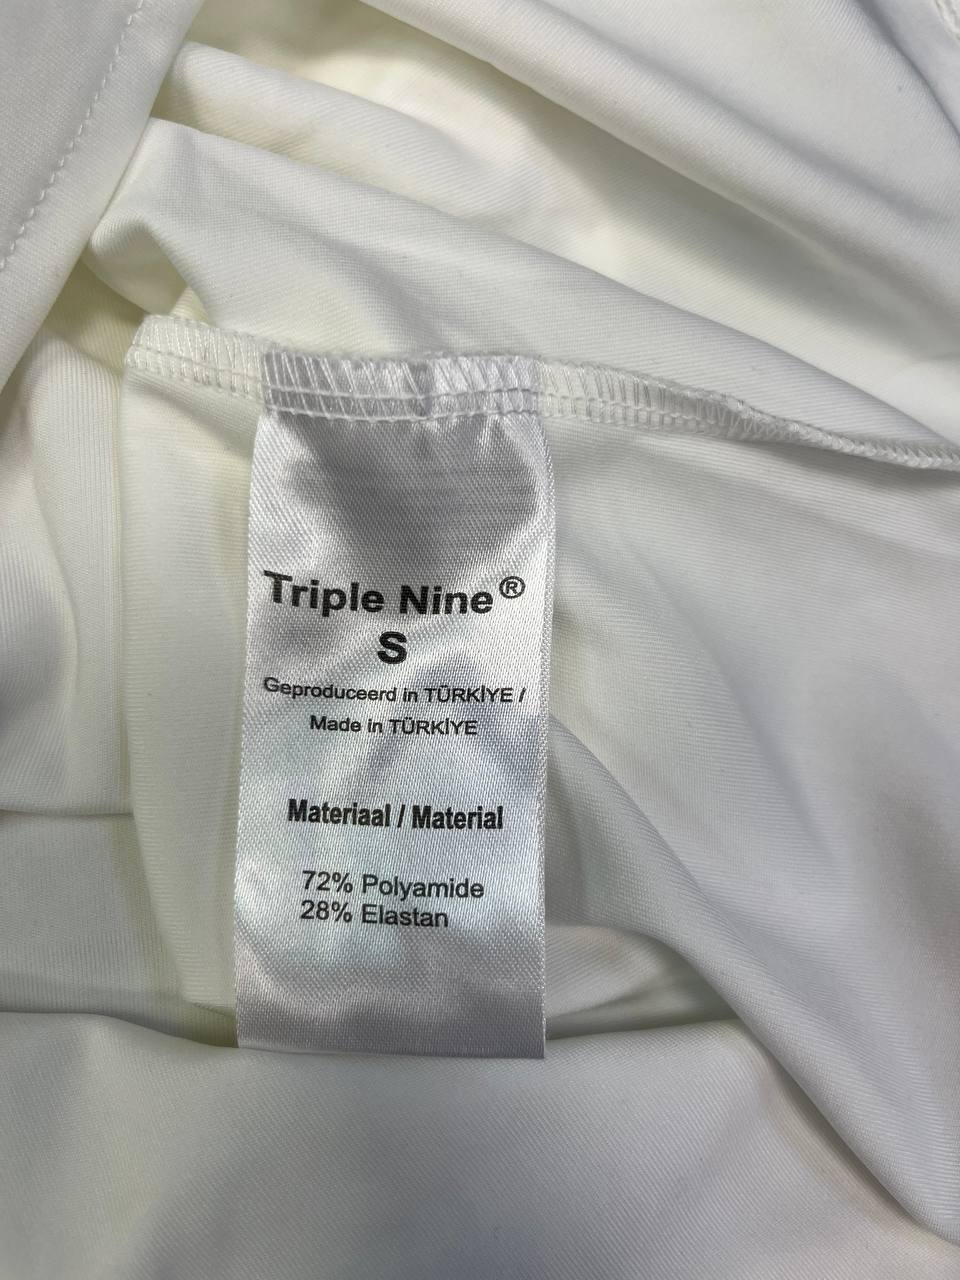 Triple Nine®
S
Geproduceerd in TÜRKİYE /
Made in TÜRKİYE
Materiaal / Material
72% Polyamide
28% Elastan